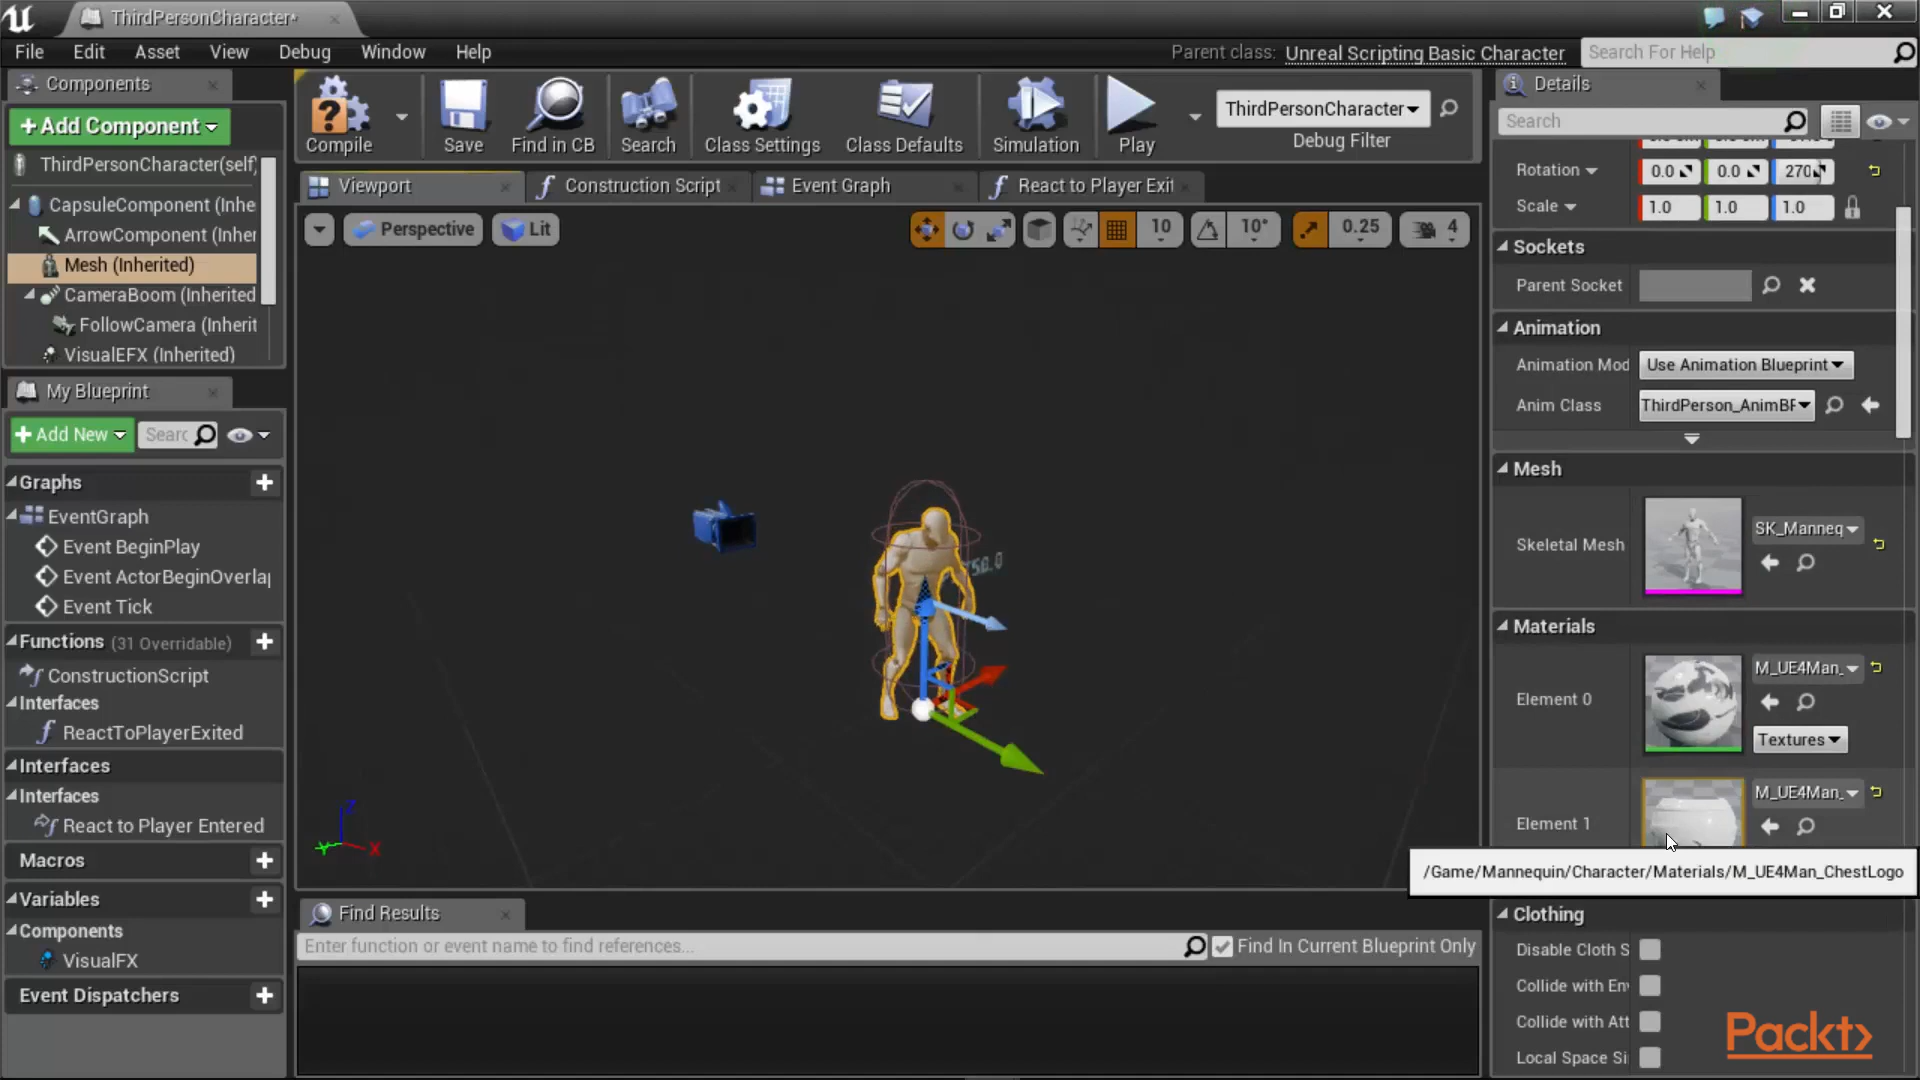 ThirdPersonCharacter*
File Edit Asset View Debug Window Help
Parent class: Unreal Scripting Basic Character
Search For Help
Components
+Add Component
ThirdPersonCharacter(self)
CapsuleComponent (Inhe
ArrowComponent (Inher
Mesh (Inherited)
CameraBoom (Inherited
FollowCamera (Inherit
VisualEFX (Inherited)
My Blueprint
+Add New
Searc
Graphs
EventGraph
Event BeginPlay
Event ActorBeginOverlap
Event Tick
Functions (31 Overridable)
ConstructionScript
Interfaces
ReactToPlayerExited
Interfaces
Interfaces
React to Player Entered
Macros
Variables
Components
VisualFX
Event Dispatchers
Compile Save Find in CB Search Class Settings Class Defaults Simulation Play
ThirdPersonCharacter
Debug Filter
Viewport Construction Script Event Graph React to Player Exit
Perspective Lit 10 10° 0.25 4
Z
Y X
Find Results
Enter function or event name to find references...
Find In Current Blueprint Only
Details
Search
Rotation 0.0 0.0 270.
Scale 1.0 1.0 1.0
Sockets
Parent Socket
Animation
Animation Mod Use Animation Blueprint
Anim Class ThirdPerson_AnimBP
Mesh
Skeletal Mesh SK_Manneq
Materials
Element 0 M_UE4Man_
Textures
Element 1 M_UE4Man_
/Game/Mannequin/Character/Materials/M_UE4Man_ChestLogo
Clothing
Disable Cloth S
Collide with Env
Collide with Att
Local Space Si
Packt>